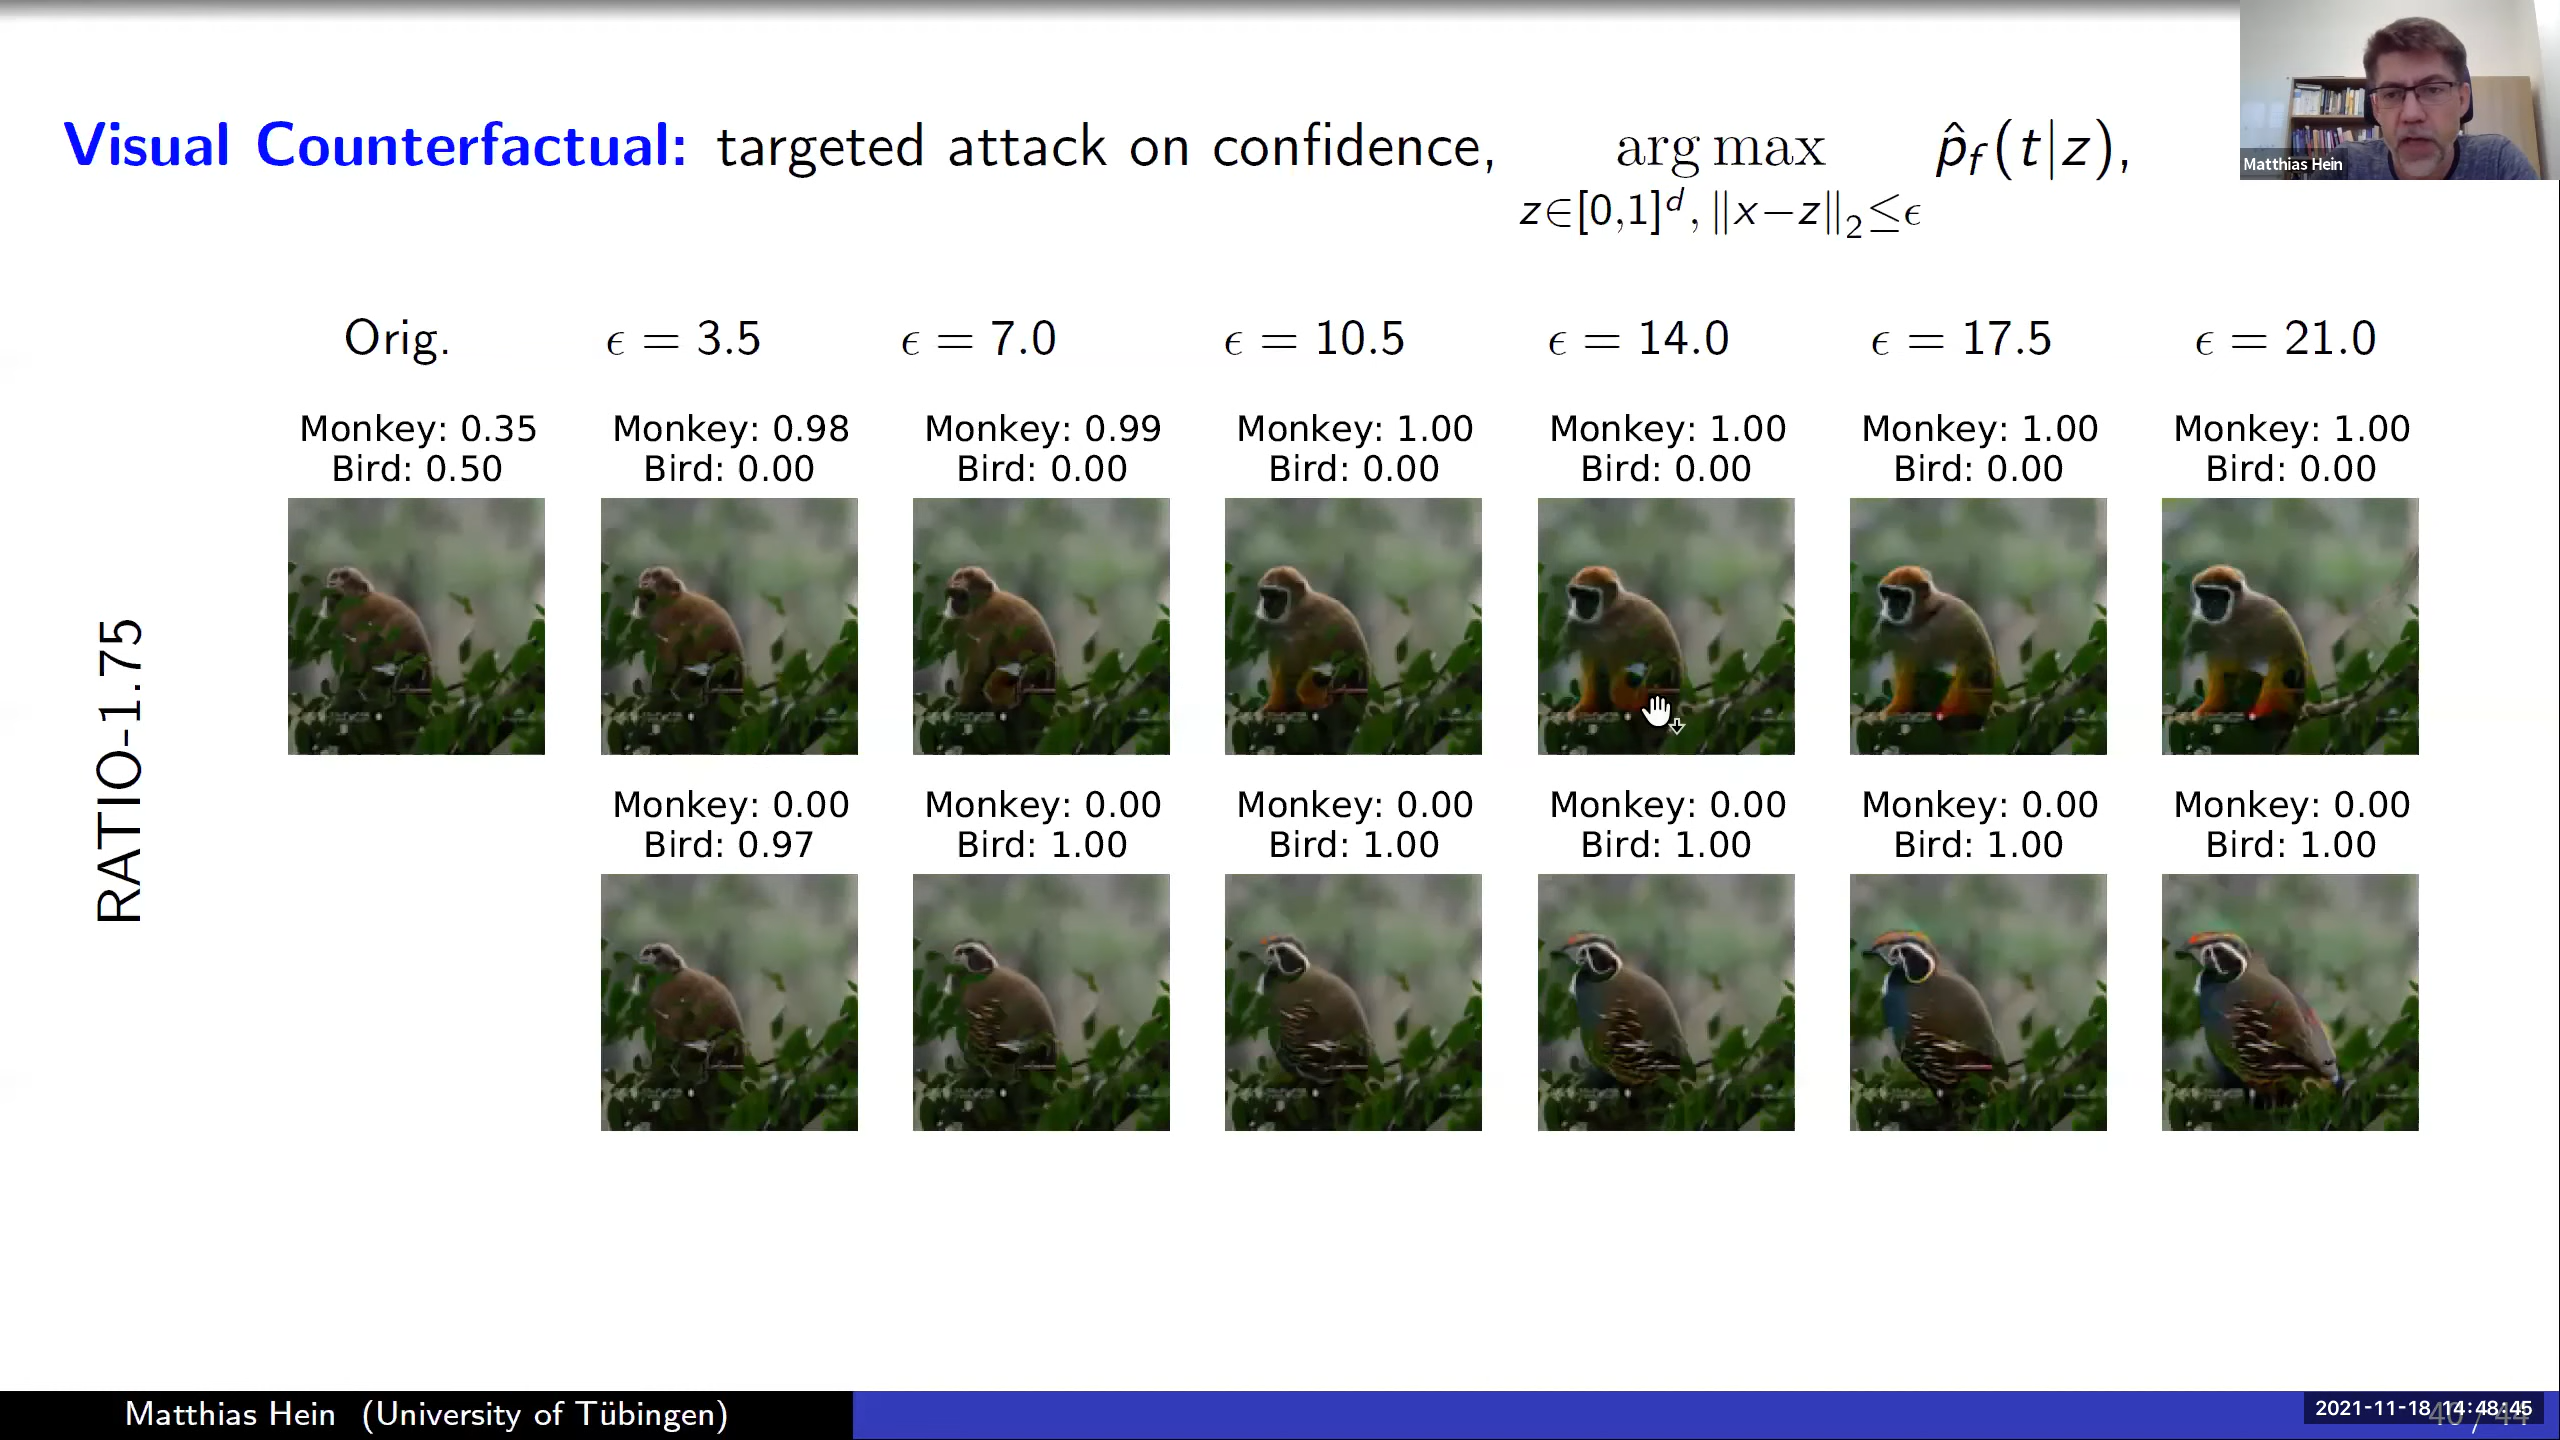 Visual Counterfactual: targeted attack on confidence, arg max p̂_f(t|z),
z∈[0,1]^d, ‖x−z‖₂≤ϵ
Matthias Hein
Orig. ϵ = 3.5 ϵ = 7.0 ϵ = 10.5 ϵ = 14.0 ϵ = 17.5 ϵ = 21.0
Monkey: 0.35 Monkey: 0.98 Monkey: 0.99 Monkey: 1.00 Monkey: 1.00 Monkey: 1.00 Monkey: 1.00
Bird: 0.50 Bird: 0.00 Bird: 0.00 Bird: 0.00 Bird: 0.00 Bird: 0.00 Bird: 0.00
RATIO-1.75
Monkey: 0.00 Monkey: 0.00 Monkey: 0.00 Monkey: 0.00 Monkey: 0.00 Monkey: 0.00
Bird: 0.97 Bird: 1.00 Bird: 1.00 Bird: 1.00 Bird: 1.00 Bird: 1.00
Matthias Hein (University of Tübingen)
2021-11-18 14:48:45
40 / 44